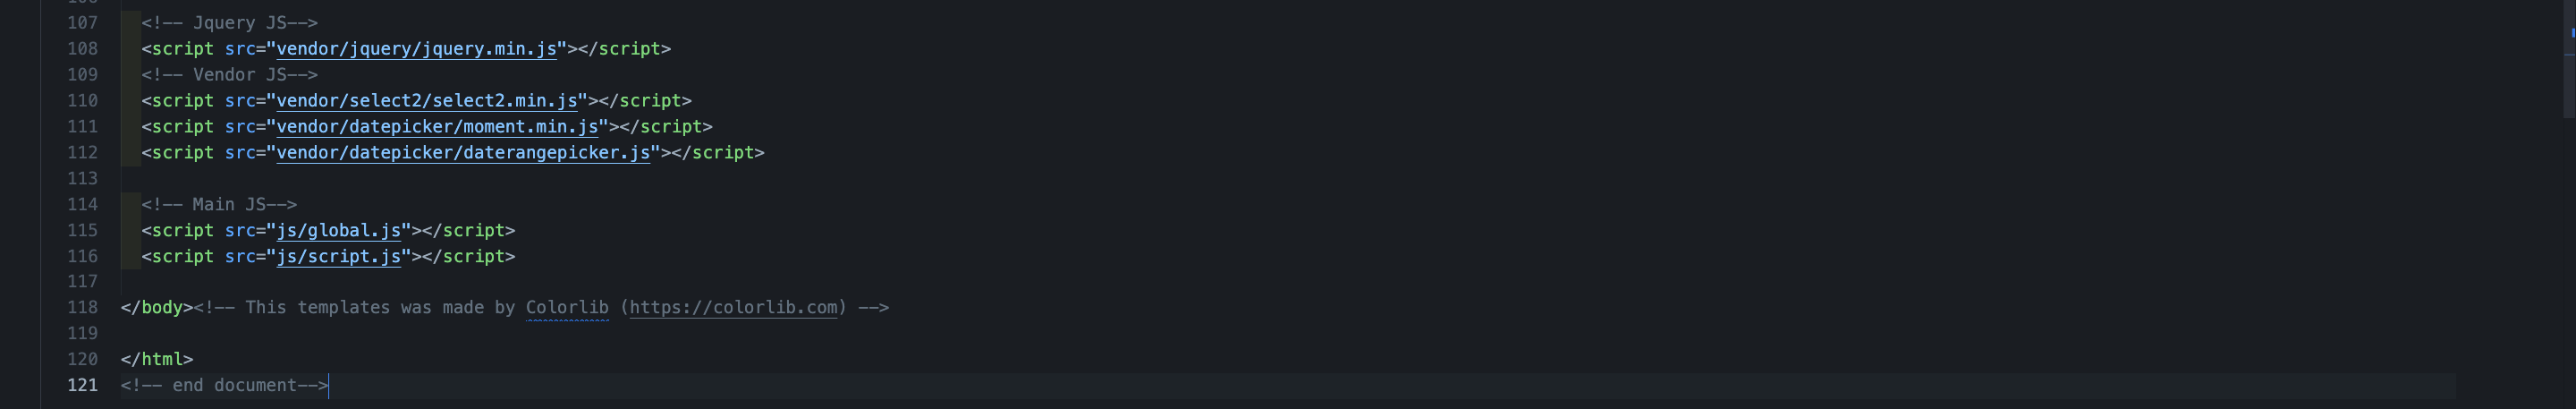 107 <!-- Jquery JS-->
108 <script src="vendor/jquery/jquery.min.js"></script>
109 <!-- Vendor JS-->
110 <script src="vendor/select2/select2.min.js"></script>
111 <script src="vendor/datepicker/moment.min.js"></script>
112 <script src="vendor/datepicker/daterangepicker.js"></script>
113
114 <!-- Main JS-->
115 <script src="js/global.js"></script>
116 <script src="js/script.js"></script>
117
118 </body><!-- This templates was made by Colorlib (https://colorlib.com) -->
119
120 </html>
121 <!-- end document-->